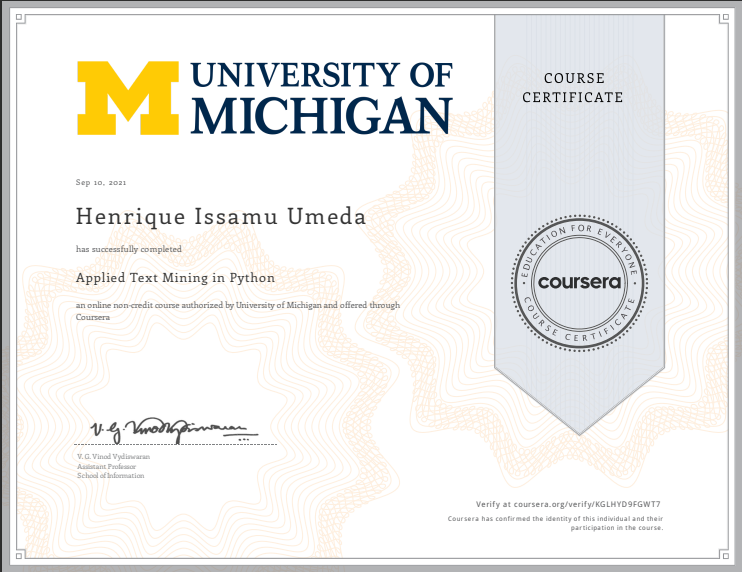 UNIVERSITY OF
MICHIGAN
COURSE
CERTIFICATE
Sep 10, 2021
Henrique Issamu Umeda
has successfully completed
Applied Text Mining in Python
an online non-credit course authorized by University of Michigan and offered through
Coursera
EDUCATION FOR EVERYONE
coursera
COURSE CERTIFICATE
V. G. Vinod Vydiswaran
V. G. Vinod Vydiswaran
Assistant Professor
School of Information
Verify at coursera.org/verify/KGLHYD9FGWT7
Coursera has confirmed the identity of this individual and their
participation in the course.